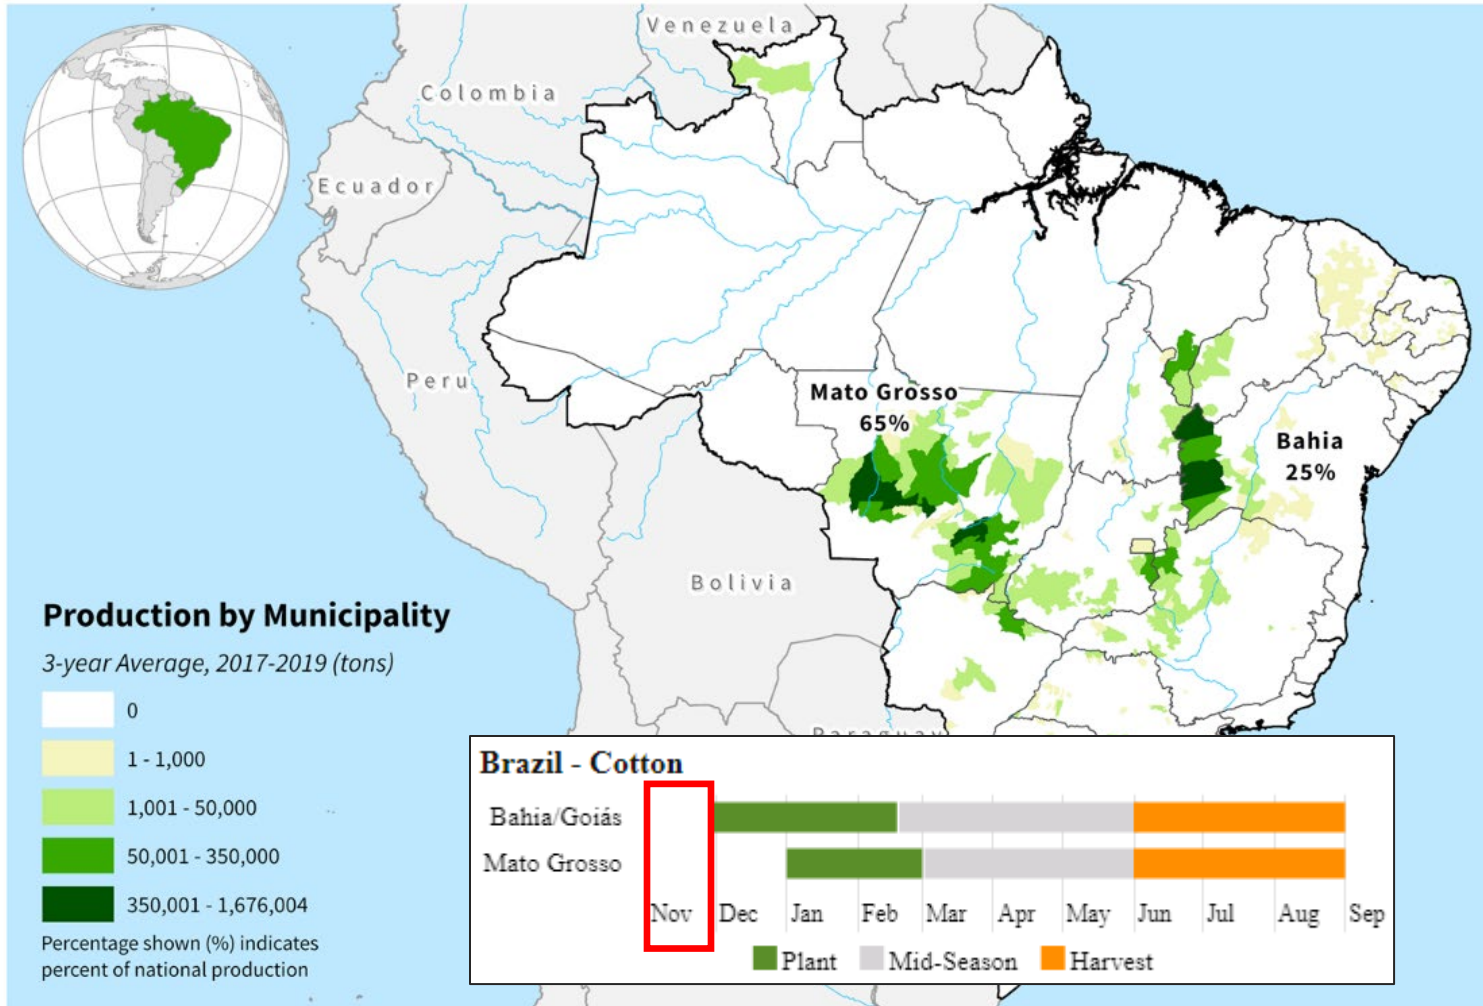 Venezuela
Colombia
Ecuador
Peru
Mato Grosso
65%
Bahia
25%
Bolivia
Paraguay
Production by Municipality
3-year Average, 2017-2019 (tons)
0
1 - 1,000
1,001 - 50,000
50,001 - 350,000
350,001 - 1,676,004
Percentage shown (%) indicates
percent of national production
Brazil - Cotton
Bahia/Goiás
Mato Grosso
Nov Dec Jan Feb Mar Apr May Jun Jul Aug Sep
Plant Mid-Season Harvest